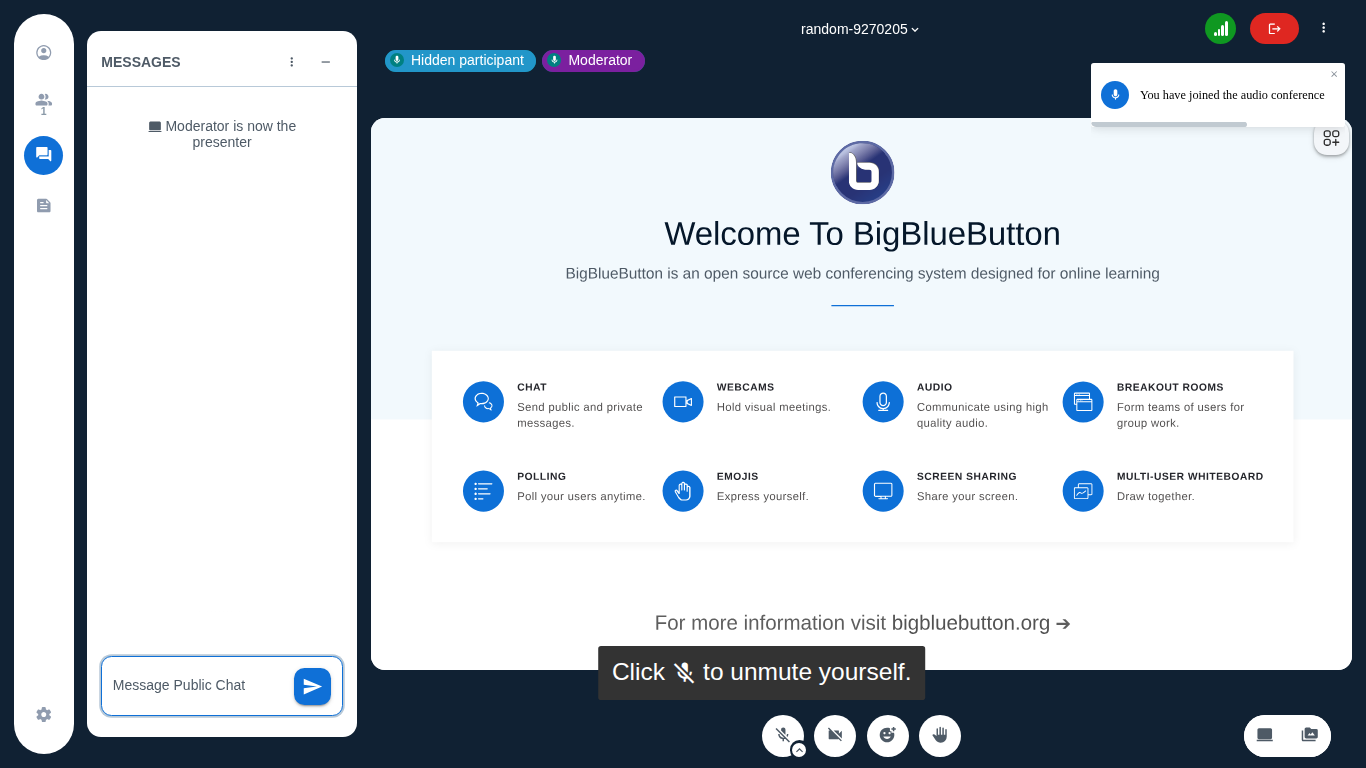 random-9270205
Hidden participant
Moderator
You have joined the audio conference
1
MESSAGES
Moderator is now the
presenter
Message Public Chat
Welcome To BigBlueButton
BigBlueButton is an open source web conferencing system designed for online learning
CHAT
Send public and private
messages.
WEBCAMS
Hold visual meetings.
AUDIO
Communicate using high
quality audio.
BREAKOUT ROOMS
Form teams of users for
group work.
POLLING
Poll your users anytime.
EMOJIS
Express yourself.
SCREEN SHARING
Share your screen.
MULTI-USER WHITEBOARD
Draw together.
For more information visit bigbluebutton.org ➔
Click to unmute yourself.